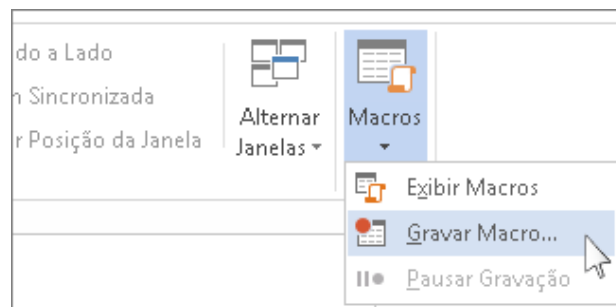 do a Lado
Sincronizada
r Posição da Janela
Alternar
Janelas
Macros
Exibir Macros
Gravar Macro...
Pausar Gravação